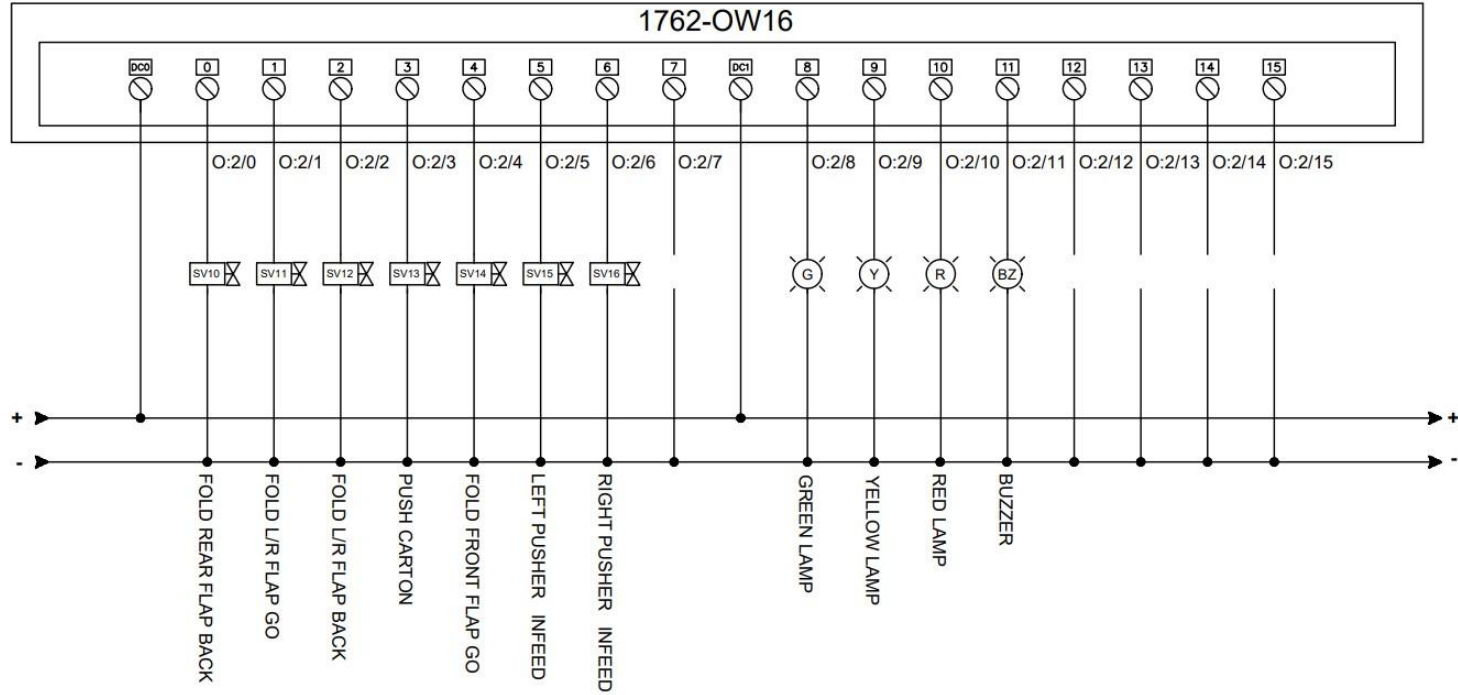 1762-OW16
DC0 0 1 2 3 4 5 6 7 DC1 8 9 10 11 12 13 14 15
O:2/0 O:2/1 O:2/2 O:2/3 O:2/4 O:2/5 O:2/6 O:2/7 O:2/8 O:2/9 O:2/10 O:2/11 O:2/12 O:2/13 O:2/14 O:2/15
SV10 SV11 SV12 SV13 SV14 SV15 SV16 G Y R BZ
+ +
- -
FOLD REAR FLAP BACK
FOLD L/R FLAP GO
FOLD L/R FLAP BACK
PUSH CARTON
FOLD FRONT FLAP GO
LEFT PUSHER INFEED
RIGHT PUSHER INFEED
GREEN LAMP
YELLOW LAMP
RED LAMP
BUZZER